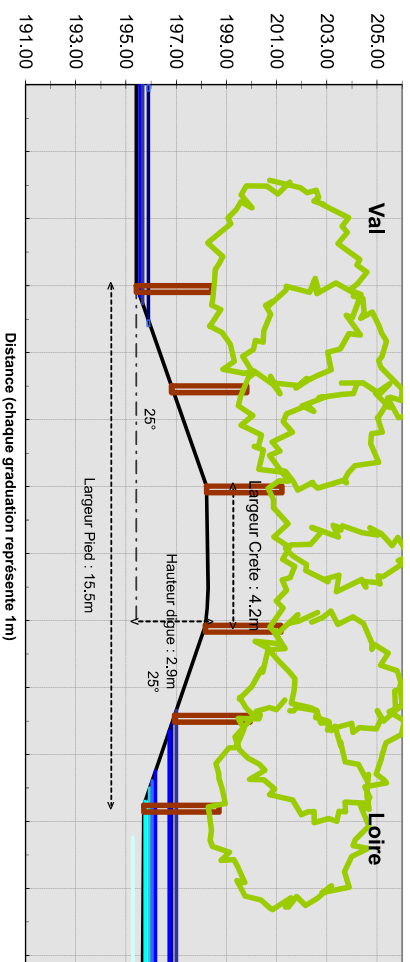 205.00
203.00
201.00
199.00
197.00
195.00
193.00
191.00
Val
Loire
Largeur Crete : 4.2m
Hauteur digue : 2.9m
25°
25°
Largeur Pied : 15.5m
Distance (chaque graduation représente 1m)